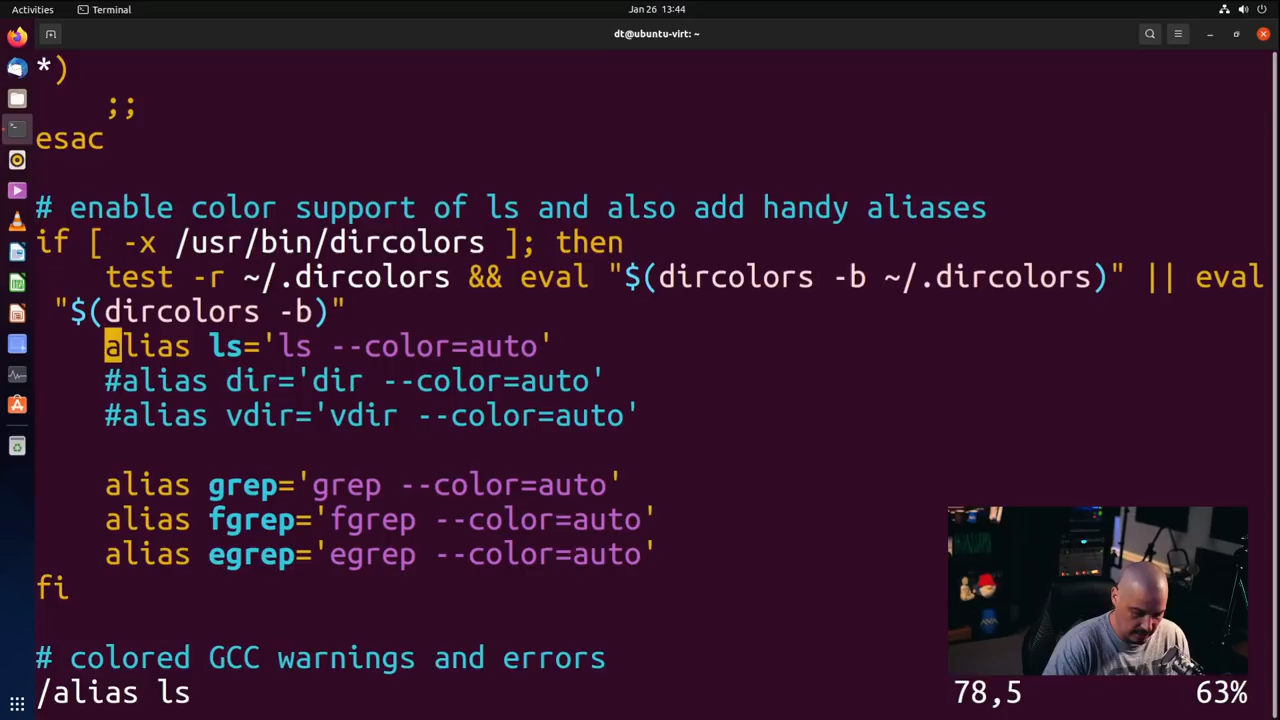 Activities
Terminal
Jan 26 13:44
dt@ubuntu-virt: ~
*)
;;
esac
# enable color support of ls and also add handy aliases
if [ -x /usr/bin/dircolors ]; then
test -r ~/.dircolors && eval "$(dircolors -b ~/.dircolors)" || eval
"$(dircolors -b)"
alias ls='ls --color=auto'
#alias dir='dir --color=auto'
#alias vdir='vdir --color=auto'
alias grep='grep --color=auto'
alias fgrep='fgrep --color=auto'
alias egrep='egrep --color=auto'
fi
# colored GCC warnings and errors
/alias ls
78,5
63%